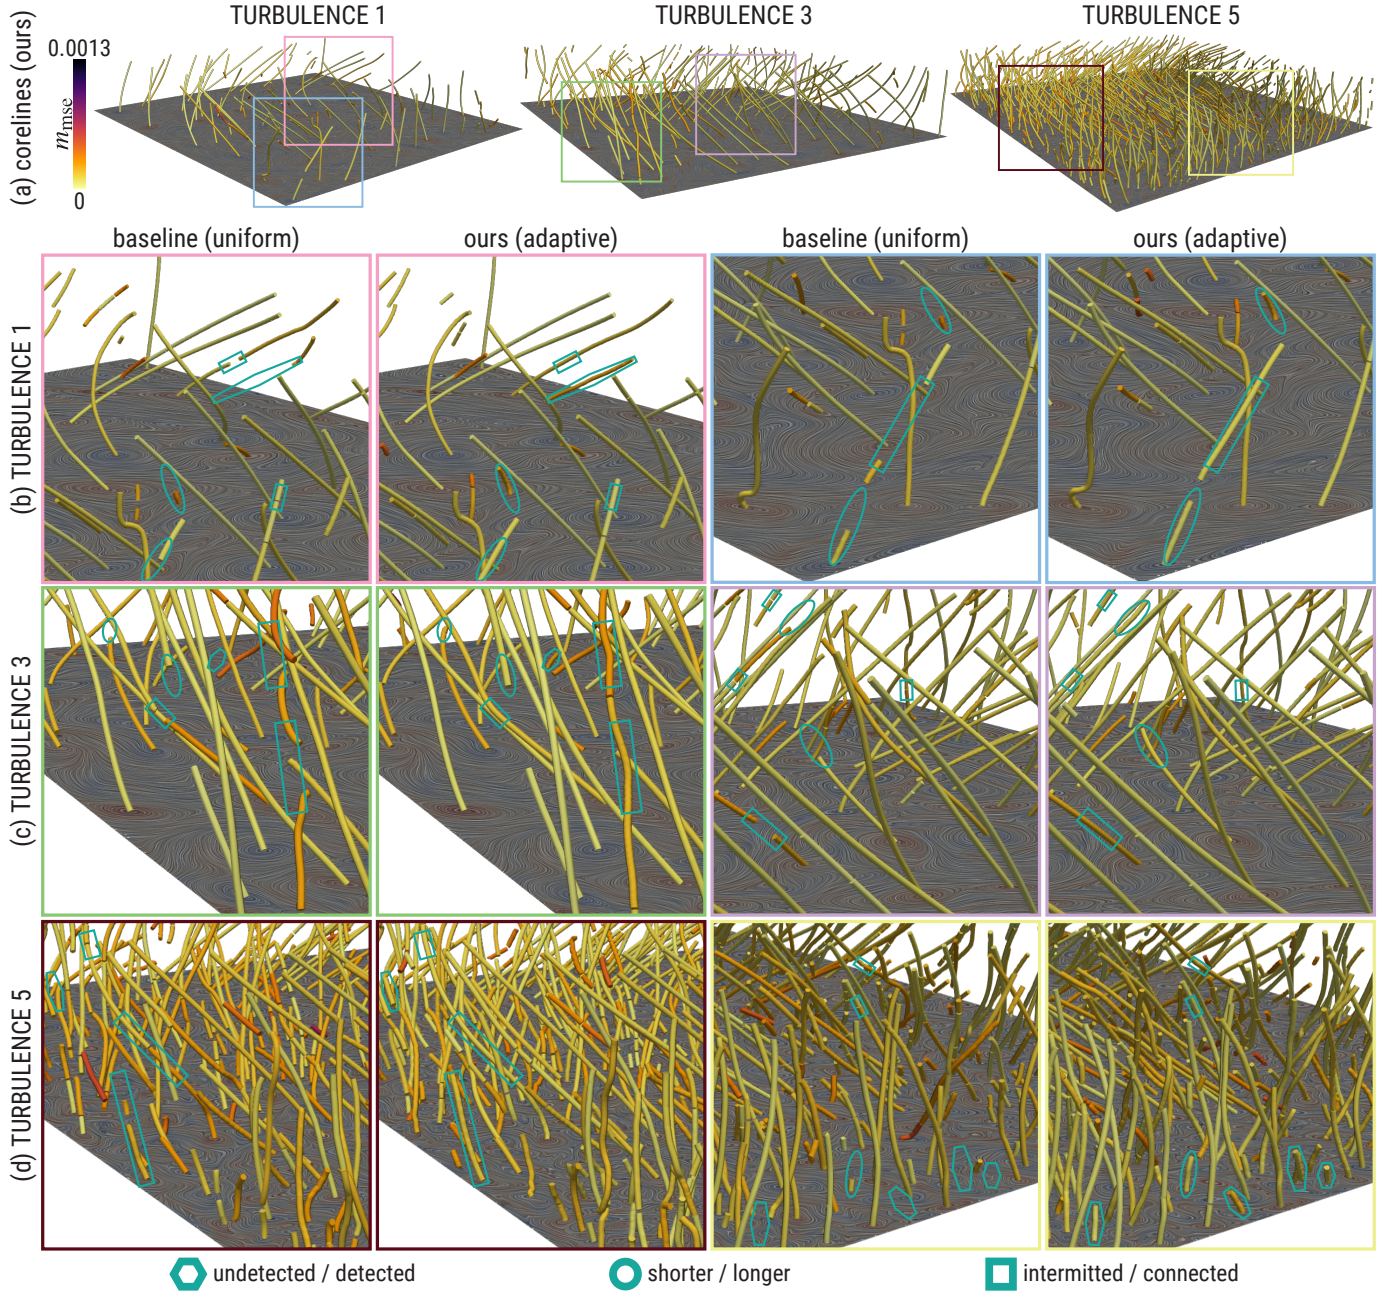 TURBULENCE 1
TURBULENCE 3
TURBULENCE 5
(a) corelines (ours)
0.0013
mmse
0
baseline (uniform)
ours (adaptive)
baseline (uniform)
ours (adaptive)
(b) TURBULENCE 1
(c) TURBULENCE 3
(d) TURBULENCE 5
undetected / detected
shorter / longer
intermitted / connected